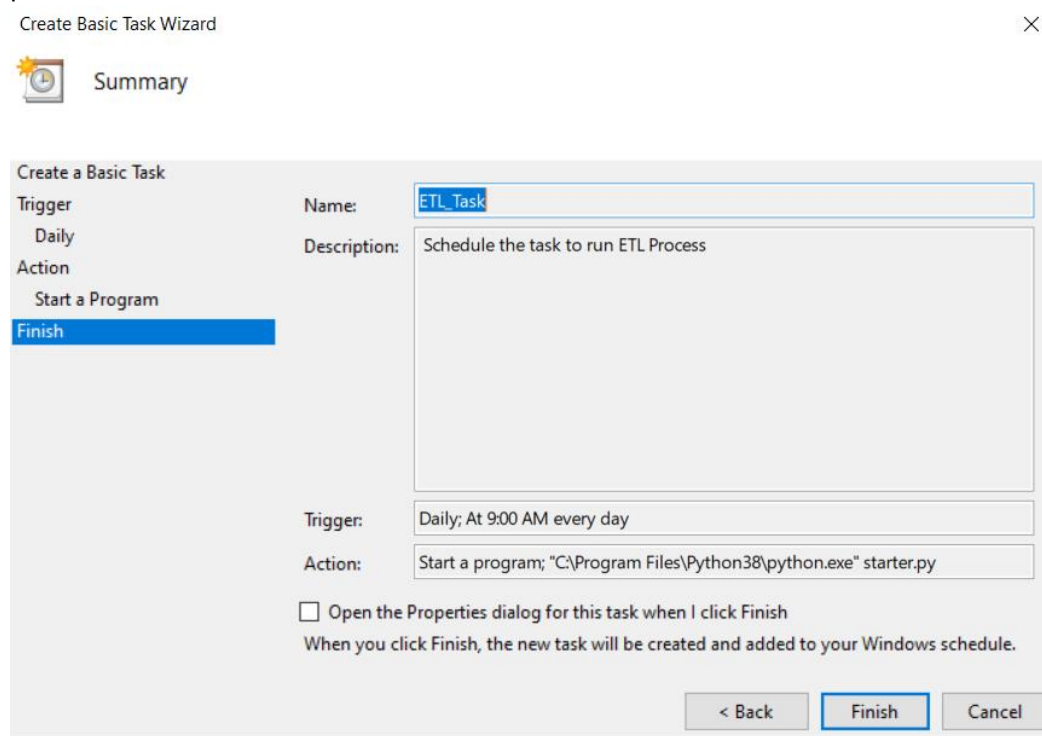 Create Basic Task Wizard
Summary
Create a Basic Task
Trigger
Daily
Action
Start a Program
Finish
Name:
ETL_Task
Description:
Schedule the task to run ETL Process
Trigger:
Daily; At 9:00 AM every day
Action:
Start a program; "C:\Program Files\Python38\python.exe" starter.py
Open the Properties dialog for this task when I click Finish
When you click Finish, the new task will be created and added to your Windows schedule.
< Back
Finish
Cancel